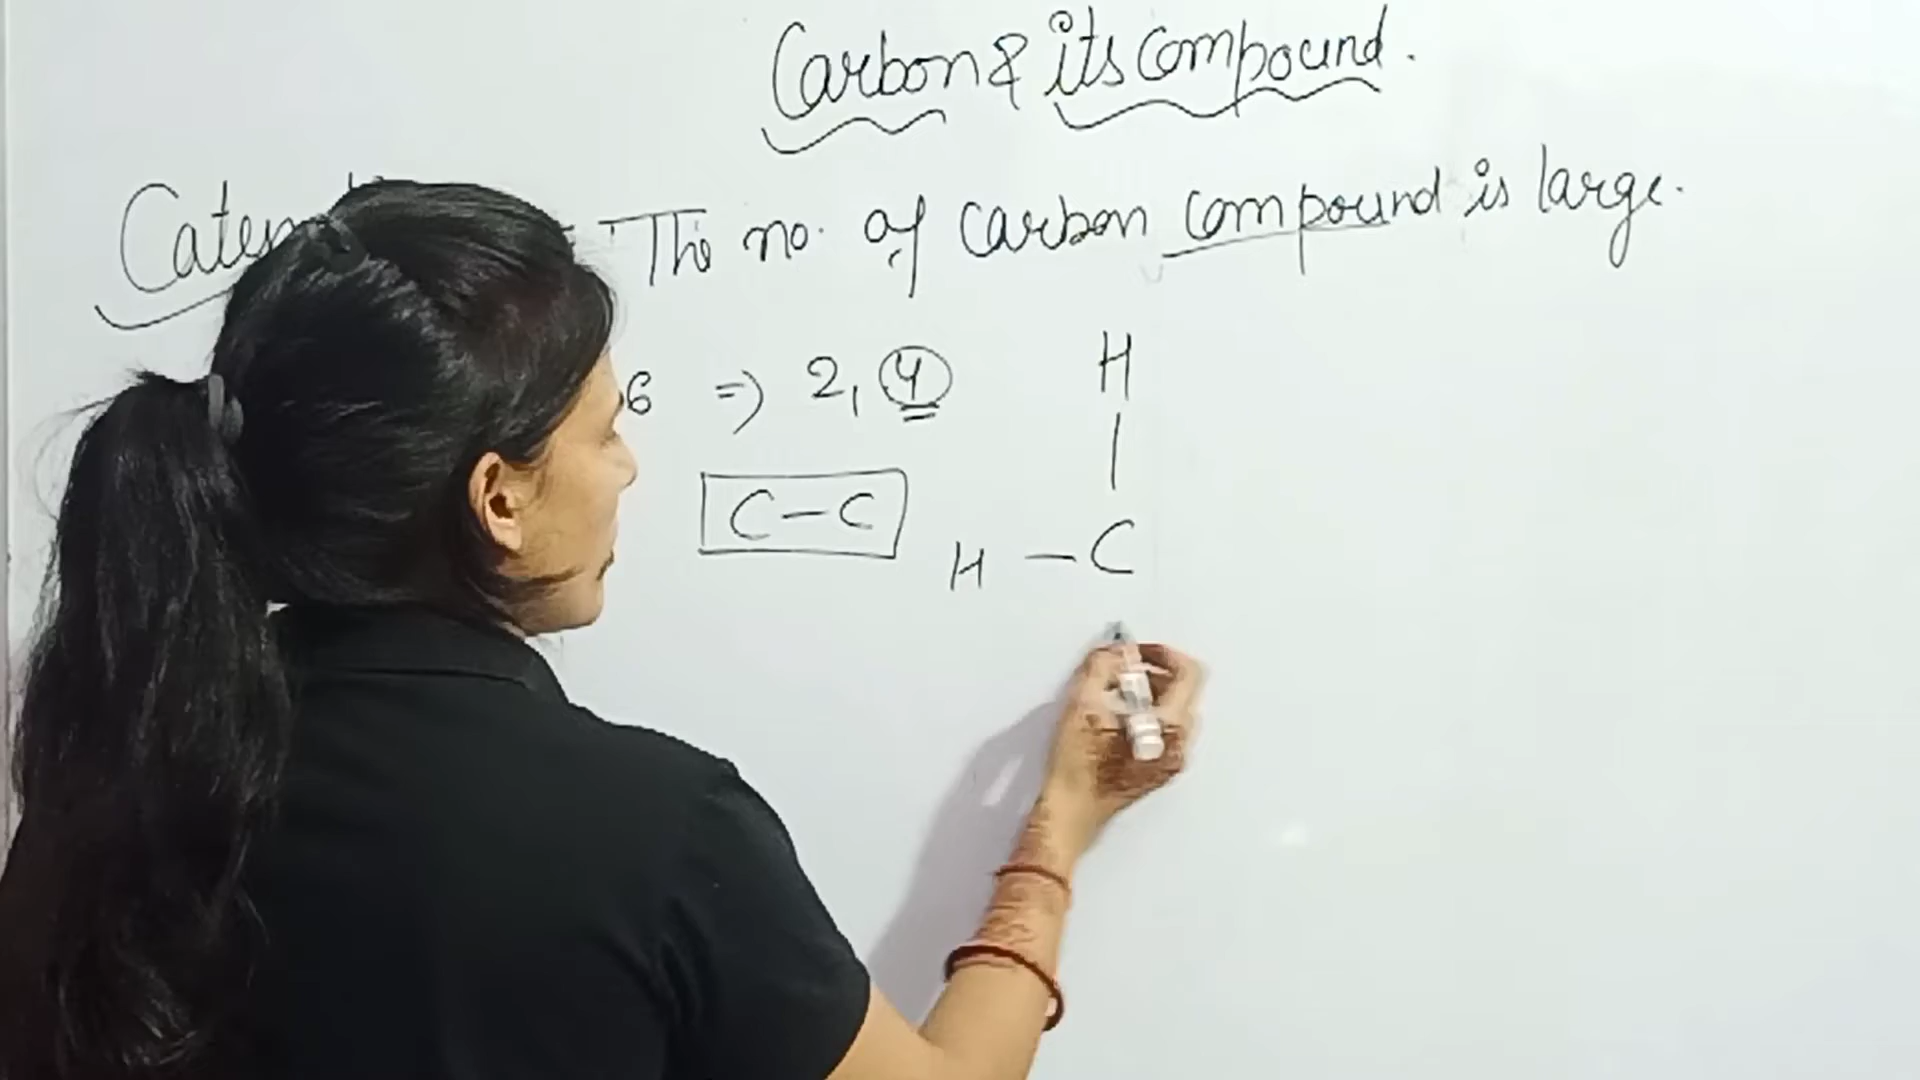 Carbon & its compound.
The no. of carbon compound is large.
6 => 2, 4
H
C-C
H - C